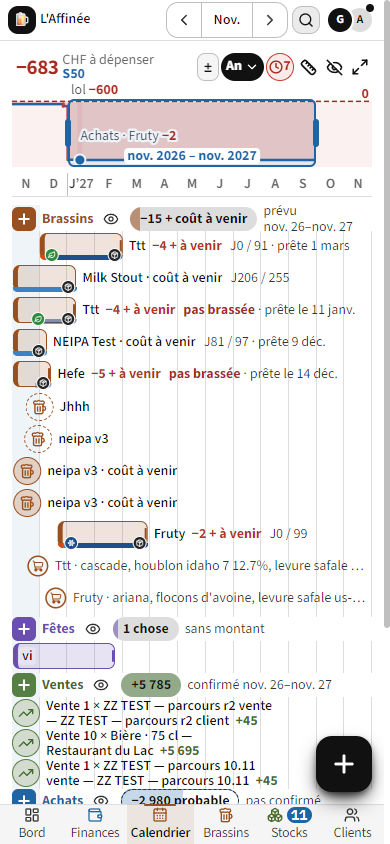 L'Affinée
Nov.
G A
−683 CHF à dépenser
S50
± An 7
lol −600
0
Achats · Fruty −2
nov. 2026 – nov. 2027
N D J'27 F M A M J J A S O N
Brassins −15 + coût à venir prévu
nov. 26–nov. 27
Ttt −4 + à venir J0 / 91 · prête 1 mars
Milk Stout · coût à venir J206 / 255
Ttt −4 + à venir pas brassée · prête le 11 janv.
NEIPA Test · coût à venir J81 / 97 · prête 9 déc.
Hefe −5 + à venir pas brassée · prête le 14 déc.
Jhhh
neipa v3
neipa v3 · coût à venir
neipa v3 · coût à venir
Fruty −2 + à venir J0 / 99
Ttt · cascade, houblon idaho 7 12.7%, levure safale …
Fruty · ariana, flocons d'avoine, levure safale us-…
Fêtes 1 chose sans montant
vi
Ventes +5 785 confirmé nov. 26–nov. 27
Vente 1 × ZZ TEST — parcours r2 vente
— ZZ TEST — parcours r2 client +45
Vente 10 × Bière · 75 cl —
Restaurant du Lac +5 695
Vente 1 × ZZ TEST — parcours 10.11
vente — ZZ TEST — parcours 10.11 +45
Achats −2 980 probable pas confirmé
Bord Finances Calendrier Brassins Stocks 11 Clients